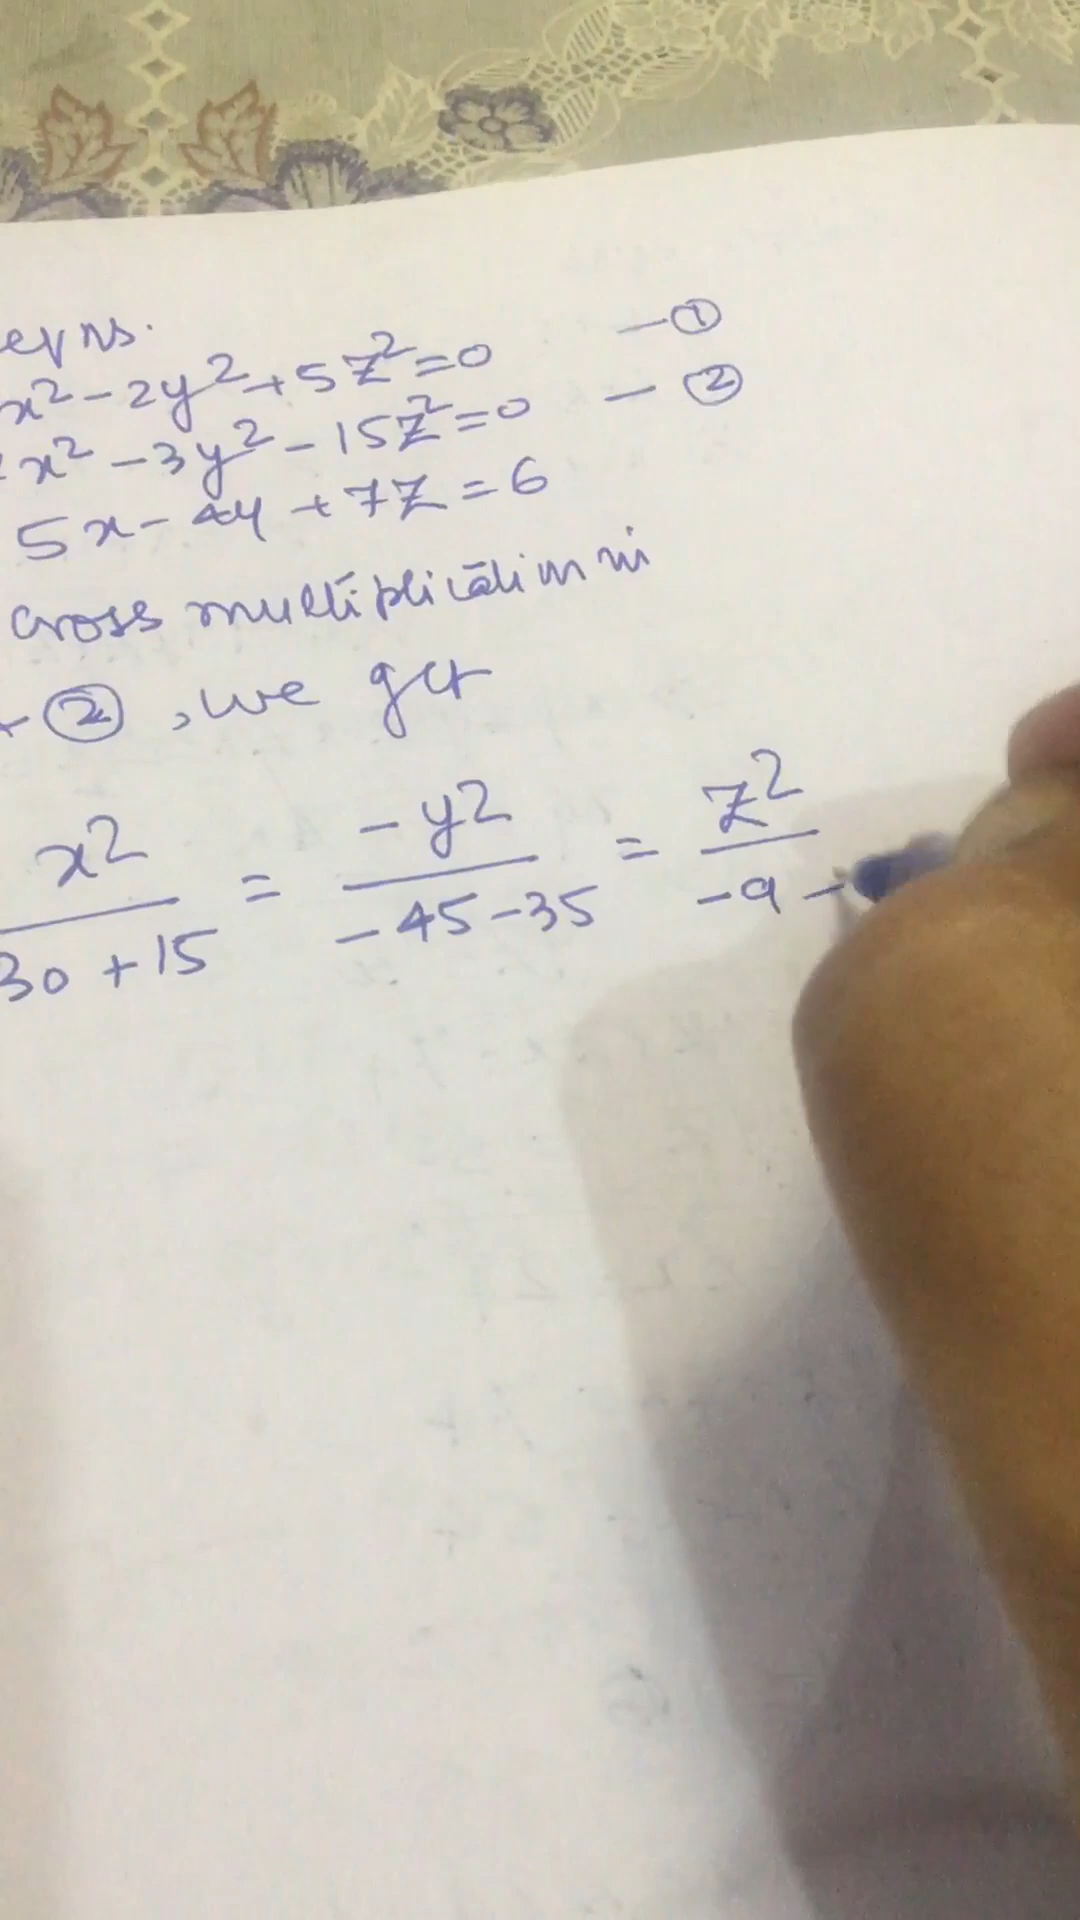 eqns.
x²-2y²+5z²=0 -①
x²-3y²-15z²=0 -②
5x-4y+7z=6
cross multiplication in
②, we get
x²/30+15 = -y²/-45-35 = z²/-9-